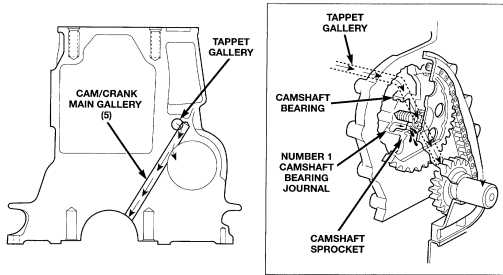 TAPPET
GALLERY
CAM/CRANK
MAIN GALLERY
(5)
TAPPET
GALLERY
CAMSHAFT
BEARING
NUMBER 1
CAMSHAFT
BEARING
JOURNAL
CAMSHAFT
SPROCKET